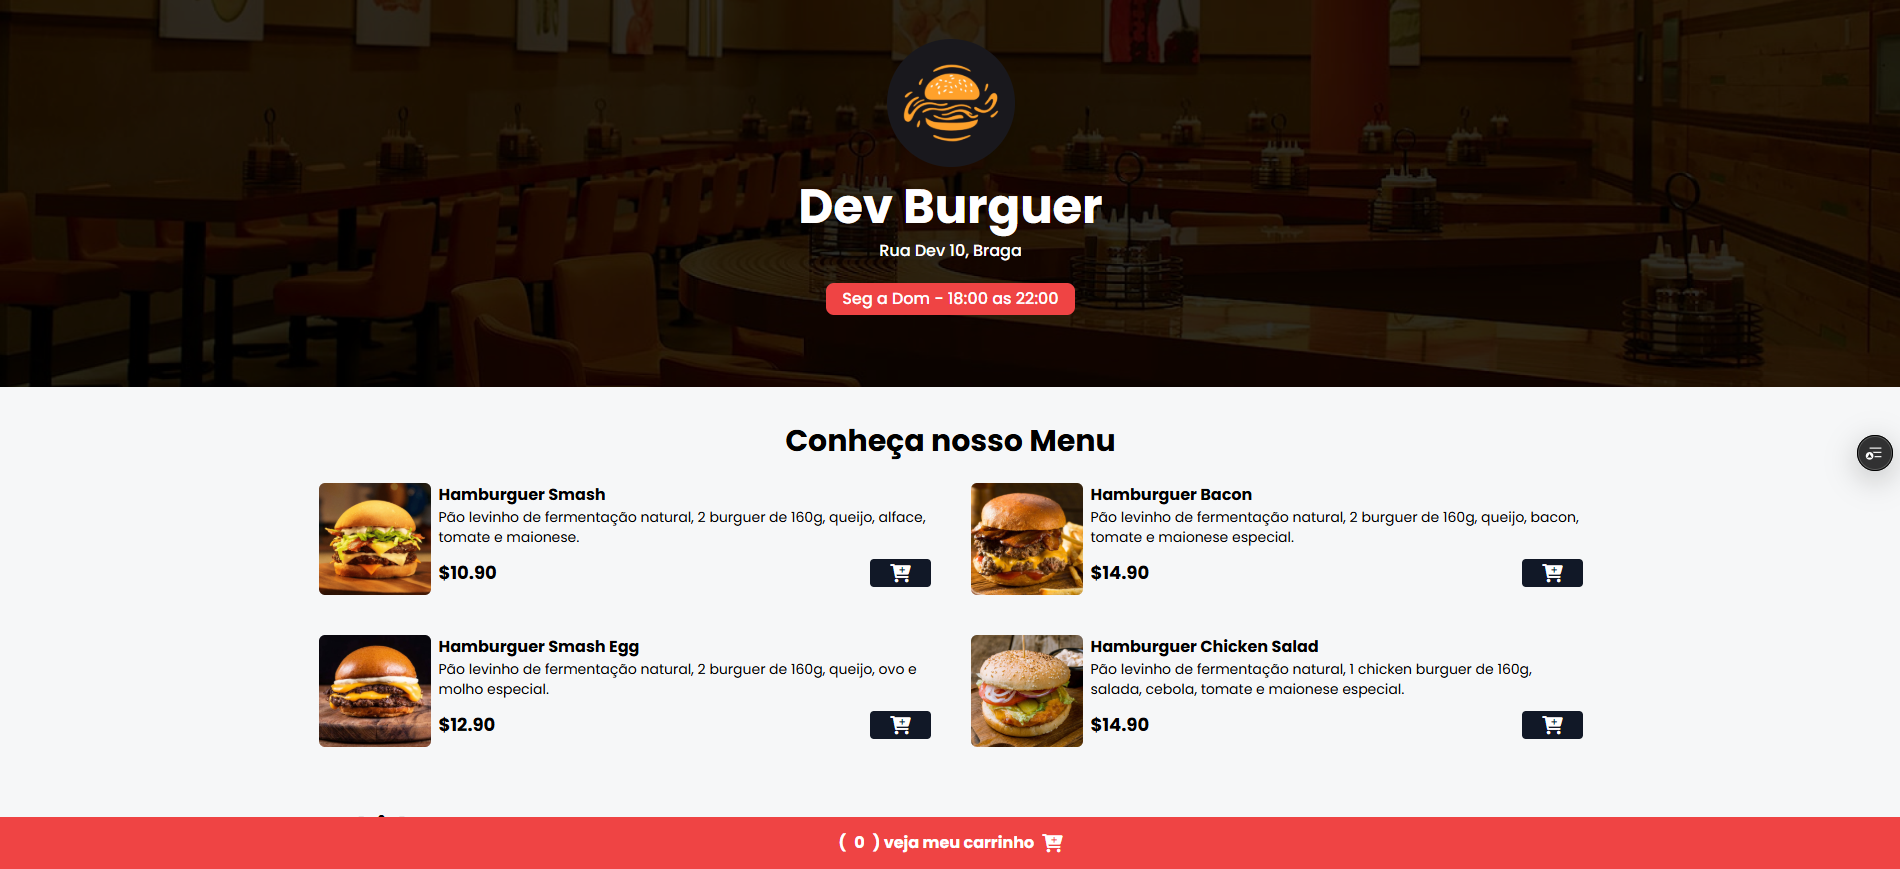 Dev Burguer
Rua Dev 10, Braga
Seg a Dom - 18:00 as 22:00
Conheça nosso Menu
Hamburguer Smash
Pão levinho de fermentação natural, 2 burguer de 160g, queijo, alface,
tomate e maionese.
$10.90
Hamburguer Bacon
Pão levinho de fermentação natural, 2 burguer de 160g, queijo, bacon,
tomate e maionese especial.
$14.90
Hamburguer Smash Egg
Pão levinho de fermentação natural, 2 burguer de 160g, queijo, ovo e
molho especial.
$12.90
Hamburguer Chicken Salad
Pão levinho de fermentação natural, 1 chicken burguer de 160g,
salada, cebola, tomate e maionese especial.
$14.90
( 0 ) veja meu carrinho